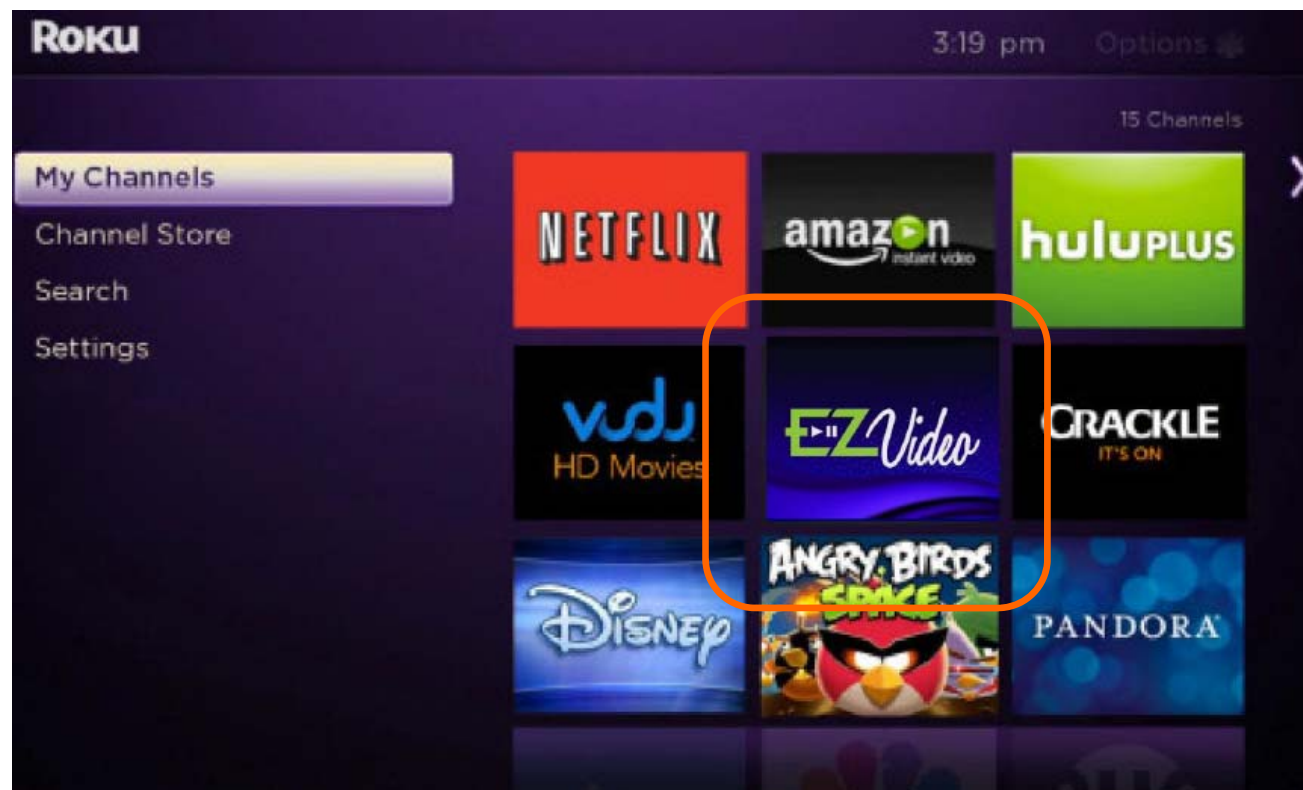 ROKU
3:19 pm Options
15 Channels
My Channels
Channel Store
Search
Settings
NETFLIX
amazon
instant video
huluPLUS
vudu
HD Movies
EZ Video
CRACKLE
IT'S ON
Disney
ANGRY BIRDS
SPACE
PANDORA